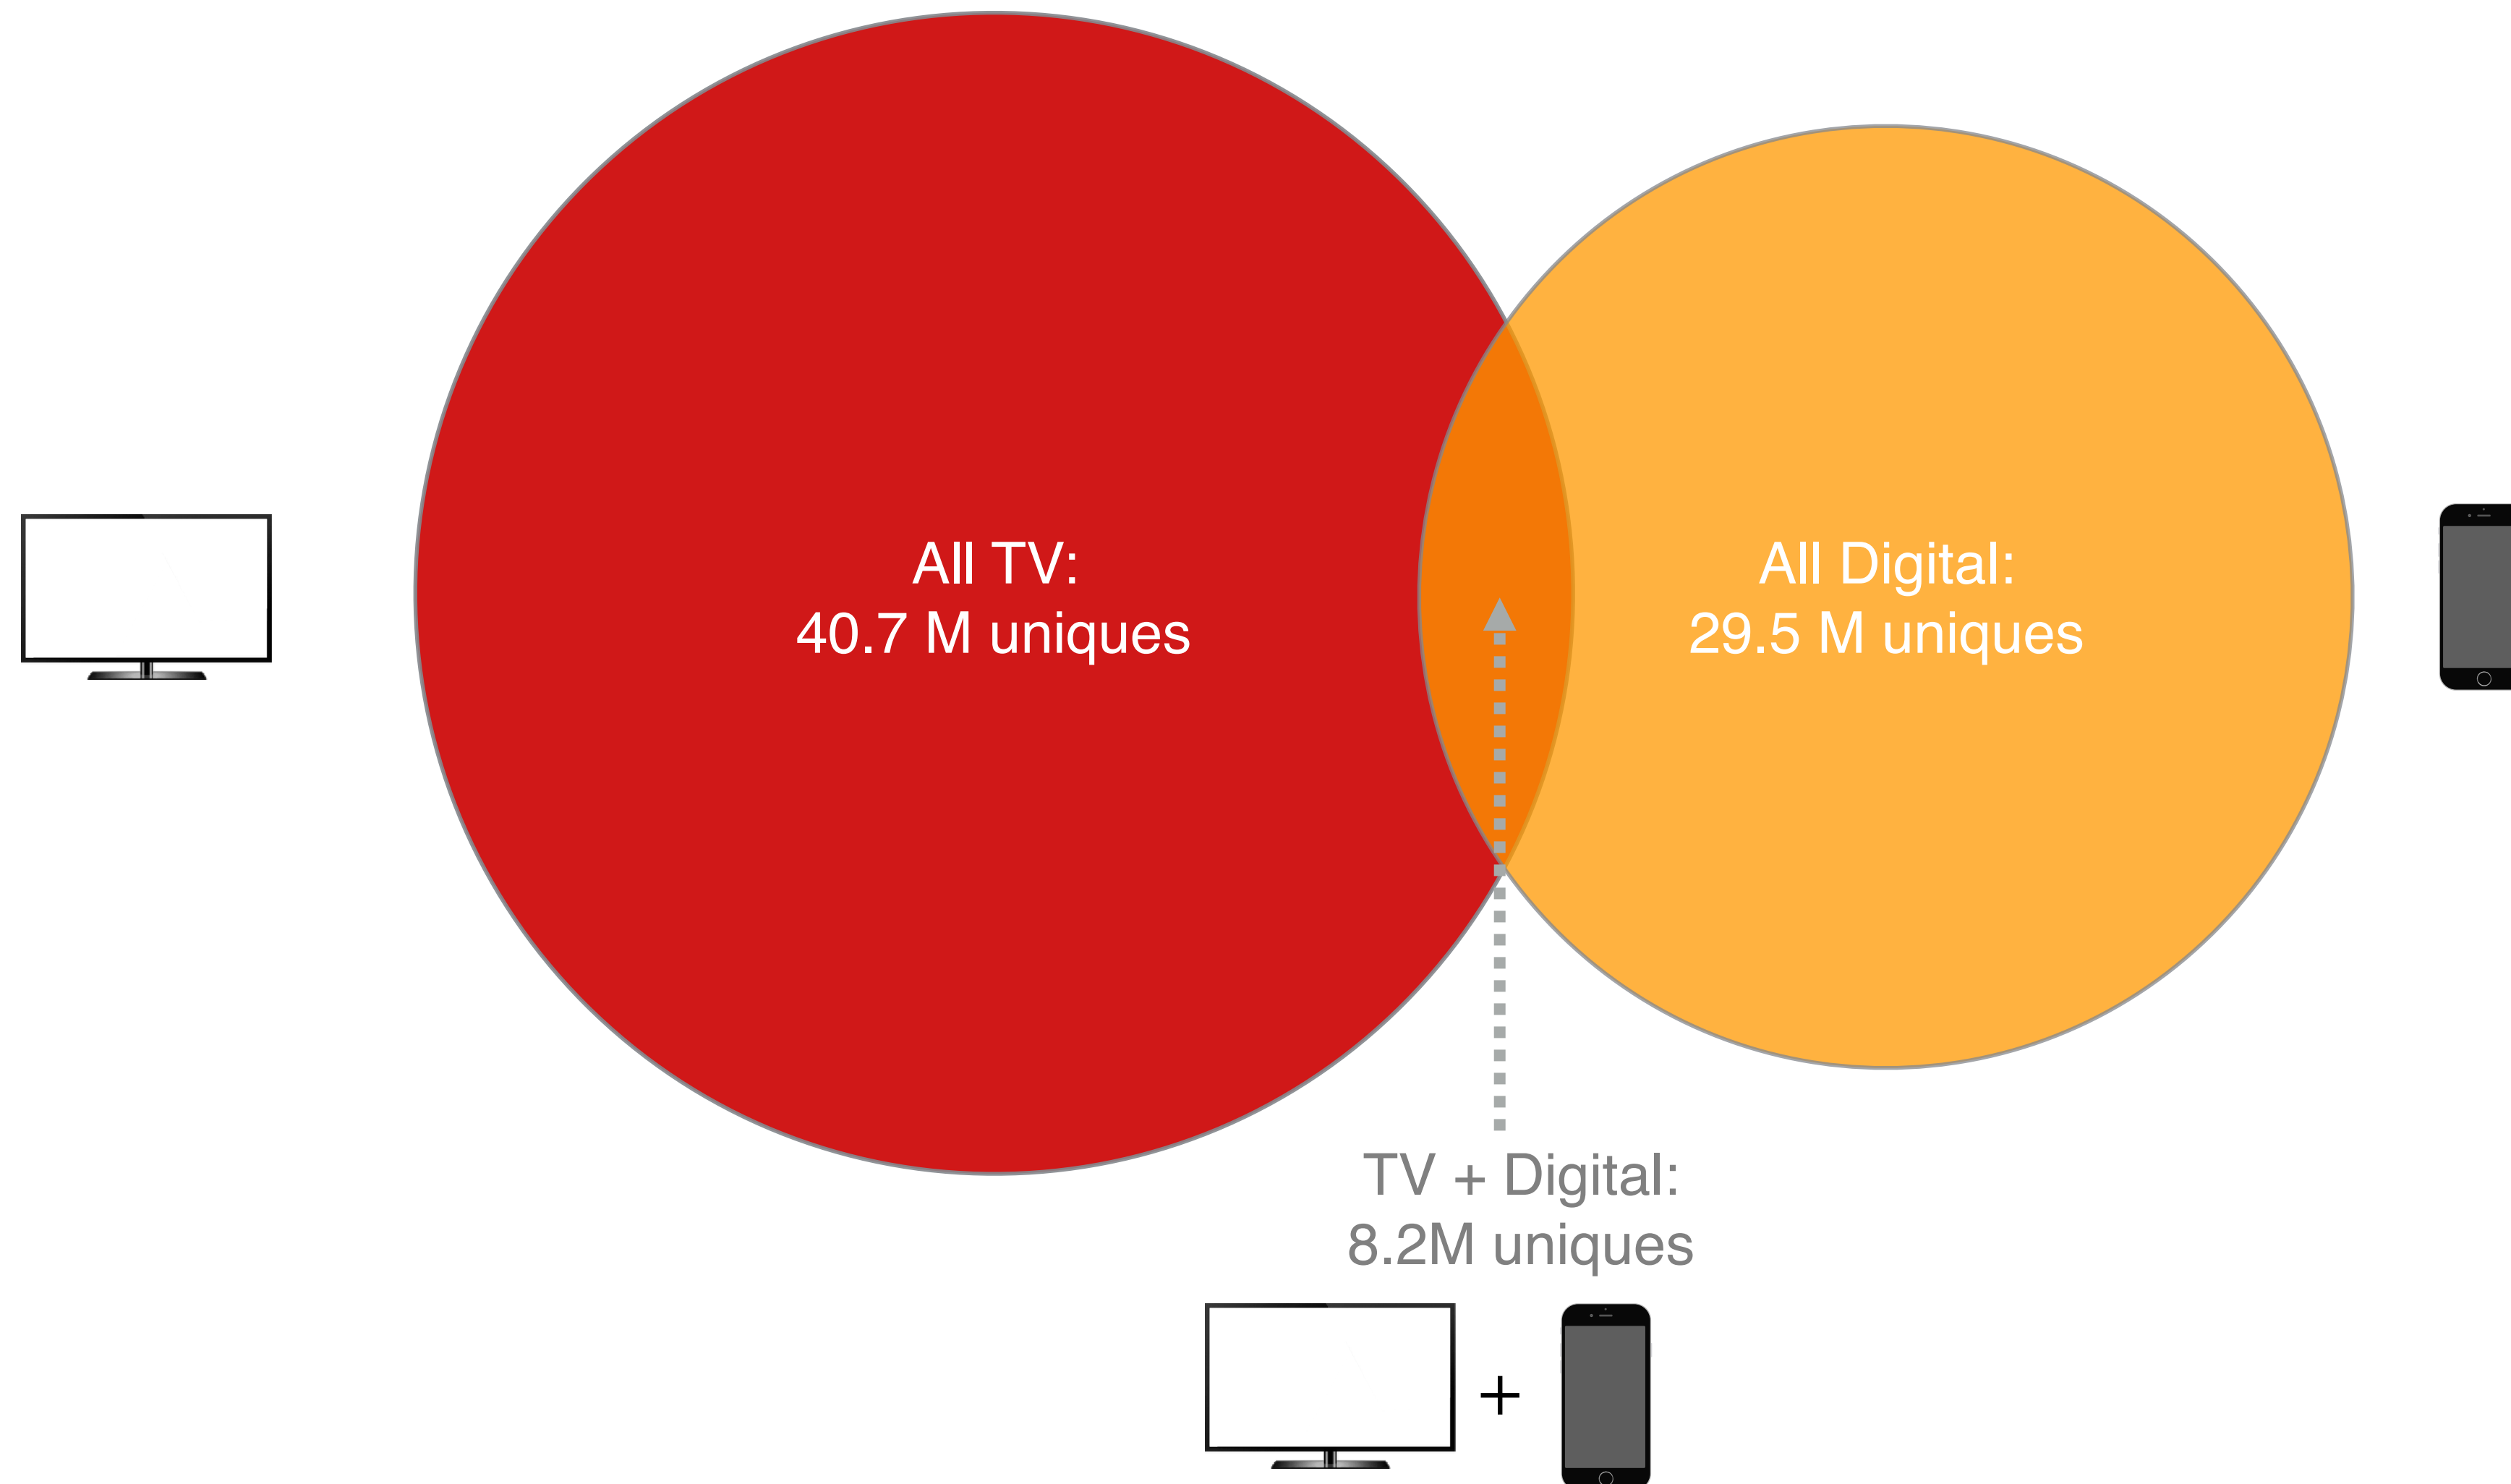 All TV:
40.7 M uniques
All Digital:
29.5 M uniques
TV + Digital:
8.2M uniques
+